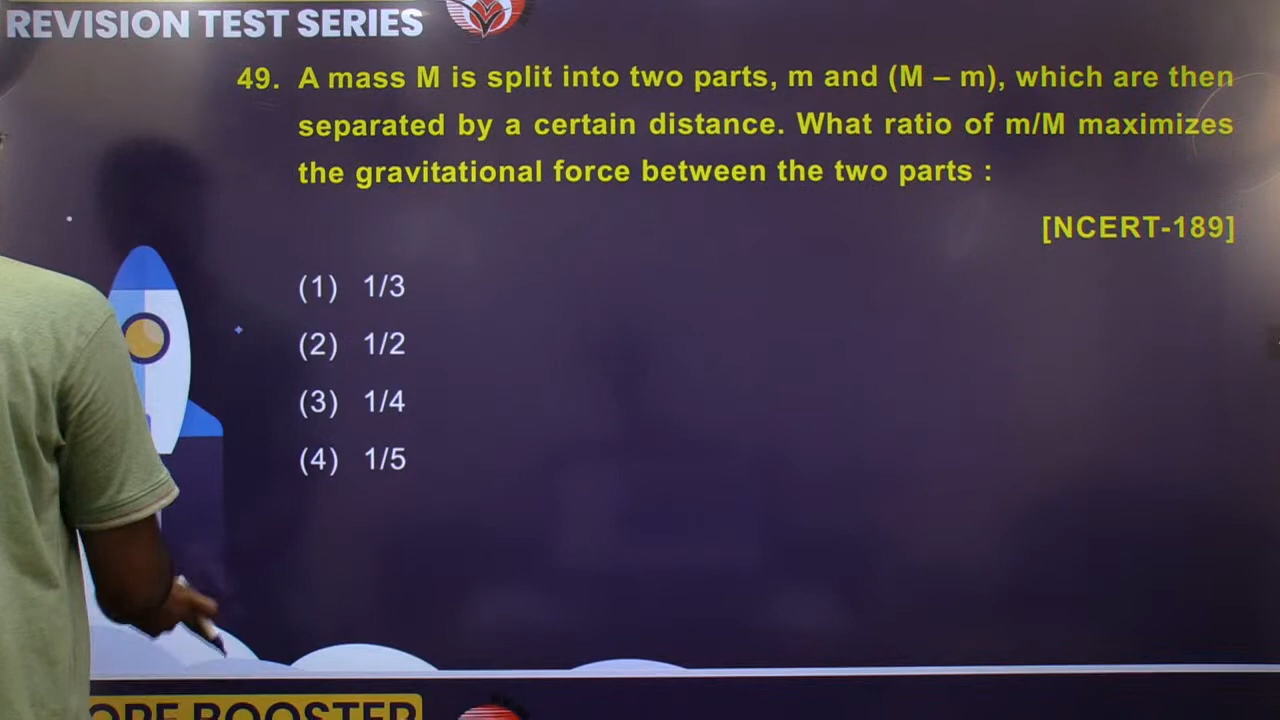 REVISION TEST SERIES
49. A mass M is split into two parts, m and (M – m), which are then
separated by a certain distance. What ratio of m/M maximizes
the gravitational force between the two parts :
[NCERT-189]
(1) 1/3
(2) 1/2
(3) 1/4
(4) 1/5
BOOSTER